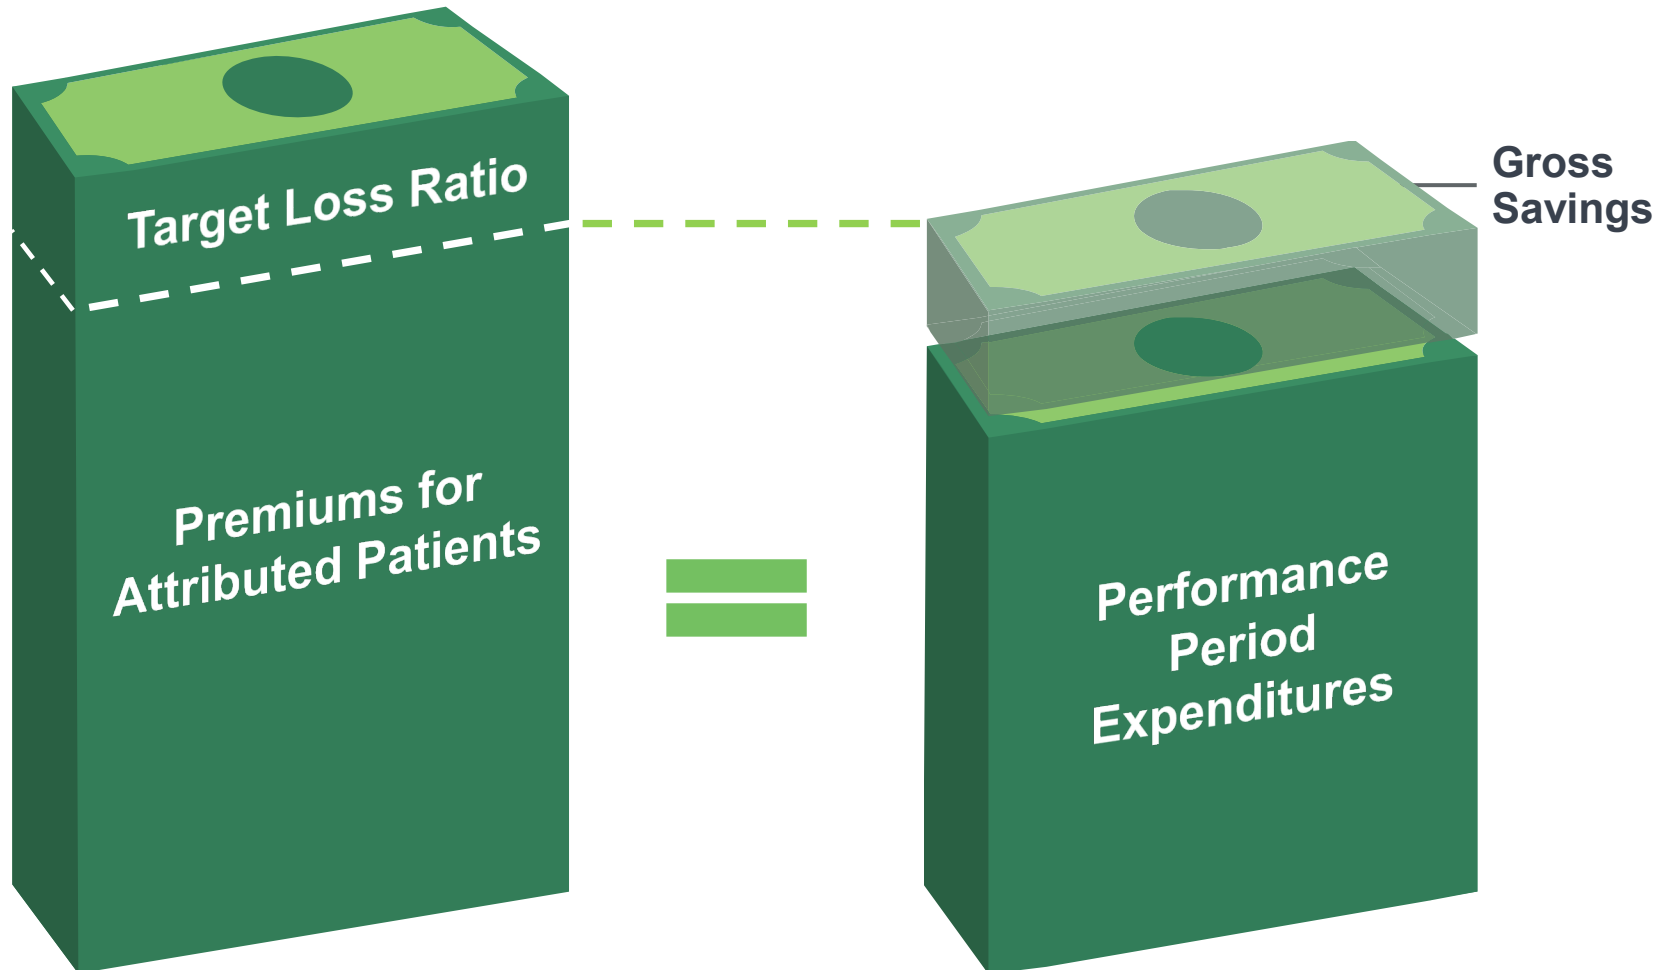 Target Loss Ratio
Premiums for
Attributed Patients
Gross
Savings
Performance
Period
Expenditures